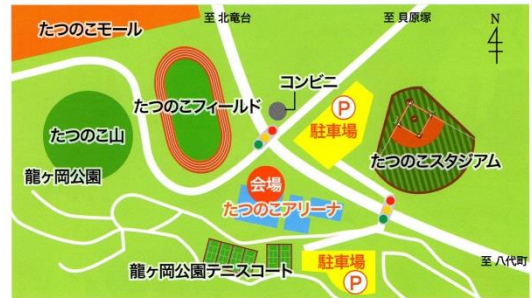 至 北竜台
至 貝原塚
N
4
たつのこモール
コンビニ
たつのこフィールド
P
駐車場
たつのこ山
たつのこスタジアム
龍ヶ岡公園
会場
たつのこアリーナ
至 八代町
龍ヶ岡公園テニスコート
駐車場
P